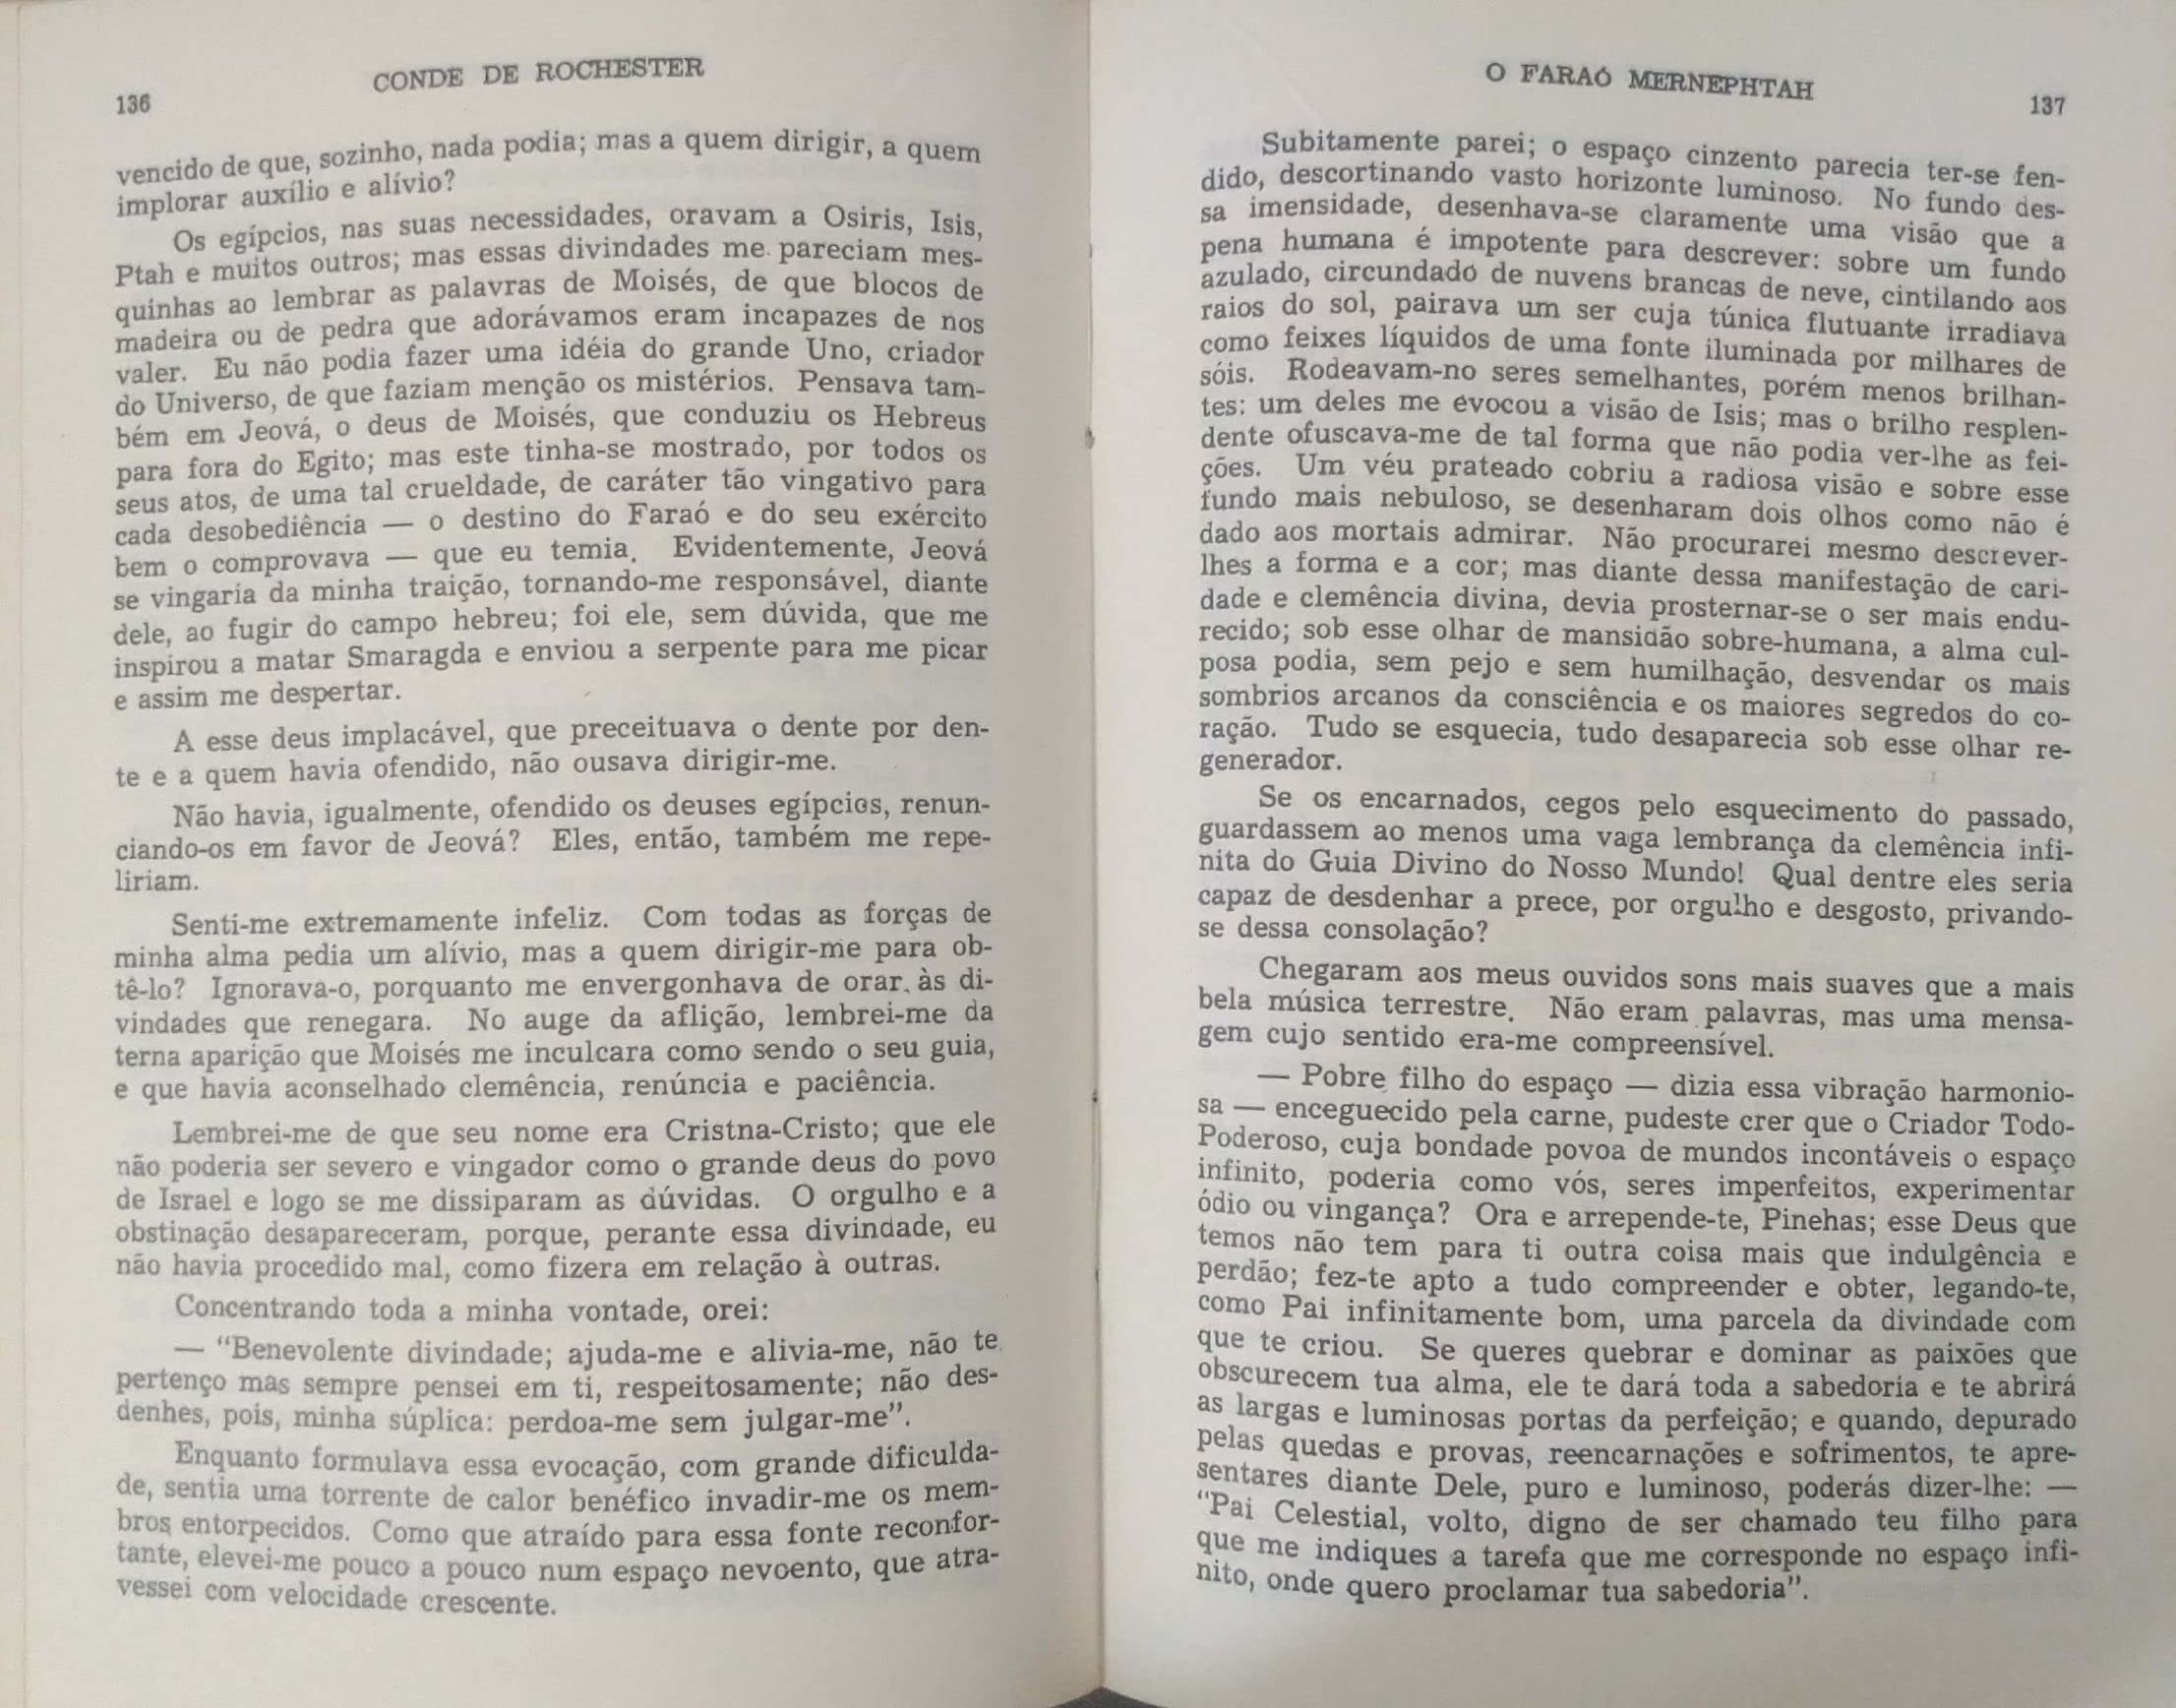 136
CONDE DE ROCHESTER
vencido de que, sozinho, nada podia; mas a quem dirigir, a quem
implorar auxílio e alívio?
Os egípcios, nas suas necessidades, oravam a Osiris, Isis,
Ptah e muitos outros; mas essas divindades me pareciam mes-
quinhas ao lembrar as palavras de Moisés, de que blocos de
madeira ou de pedra que adorávamos eram incapazes de nos
valer. Eu não podia fazer uma idéia do grande Uno, criador
do Universo, de que faziam menção os mistérios. Pensava tam-
bém em Jeová, o deus de Moisés, que conduziu os Hebreus
para fora do Egito; mas este tinha-se mostrado, por todos os
seus atos, de uma tal crueldade, de caráter tão vingativo para
cada desobediência — o destino do Faraó e do seu exército
bem o comprovava — que eu temia. Evidentemente, Jeová
se vingaria da minha traição, tornando-me responsável, diante
dele, ao fugir do campo hebreu; foi ele, sem dúvida, que me
inspirou a matar Smaragda e enviou a serpente para me picar
e assim me despertar.
A esse deus implacável, que preceituava o dente por den-
te e a quem havia ofendido, não ousava dirigir-me.
Não havia, igualmente, ofendido os deuses egípcios, renun-
ciando-os em favor de Jeová? Eles, então, também me repe-
liriam.
Senti-me extremamente infeliz. Com todas as forças de
minha alma pedia um alívio, mas a quem dirigir-me para ob-
tê-lo? Ignorava-o, porquanto me envergonhava de orar às di-
vindades que renegara. No auge da aflição, lembrei-me da
terna aparição que Moisés me inculcara como sendo o seu guia,
e que havia aconselhado clemência, renúncia e paciência.
Lembrei-me de que seu nome era Cristna-Cristo; que ele
não poderia ser severo e vingador como o grande deus do povo
de Israel e logo se me dissiparam as dúvidas. O orgulho e a
obstinação desapareceram, porque, perante essa divindade, eu
não havia procedido mal, como fizera em relação à outras.
Concentrando toda a minha vontade, orei:
— “Benevolente divindade; ajuda-me e alivia-me, não te
pertenço mas sempre pensei em ti, respeitosamente; não des-
denhes, pois, minha súplica: perdoa-me sem julgar-me”.
Enquanto formulava essa evocação, com grande dificulda-
de, sentia uma torrente de calor benéfico invadir-me os mem-
bros entorpecidos. Como que atraído para essa fonte reconfor-
tante, elevei-me pouco a pouco num espaço nevoento, que atra-
vessei com velocidade crescente.
O FARAÓ MERNEPHTAH
137
Subitamente parei; o espaço cinzento parecia ter-se fen-
dido, descortinando vasto horizonte luminoso. No fundo des-
sa imensidade, desenhava-se claramente uma visão que a
pena humana é impotente para descrever: sobre um fundo
azulado, circundado de nuvens brancas de neve, cintilando aos
raios do sol, pairava um ser cuja túnica flutuante irradiava
como feixes líquidos de uma fonte iluminada por milhares de
sóis. Rodeavam-no seres semelhantes, porém menos brilhan-
tes: um deles me evocou a visão de Isis; mas o brilho resplen-
dente ofuscava-me de tal forma que não podia ver-lhe as fei-
ções. Um véu prateado cobriu a radiosa visão e sobre esse
fundo mais nebuloso, se desenharam dois olhos como não é
dado aos mortais admirar. Não procurarei mesmo descrever-
lhes a forma e a cor; mas diante dessa manifestação de cari-
dade e clemência divina, devia prosternar-se o ser mais endu-
recido; sob esse olhar de mansidão sobre-humana, a alma cul-
posa podia, sem pejo e sem humilhação, desvendar os mais
sombrios arcanos da consciência e os maiores segredos do co-
ração. Tudo se esquecia, tudo desaparecia sob esse olhar re-
generador.
Se os encarnados, cegos pelo esquecimento do passado,
guardassem ao menos uma vaga lembrança da clemência infi-
nita do Guia Divino do Nosso Mundo! Qual dentre eles seria
capaz de desdenhar a prece, por orgulho e desgosto, privando-
se dessa consolação?
Chegaram aos meus ouvidos sons mais suaves que a mais
bela música terrestre. Não eram palavras, mas uma mensa-
gem cujo sentido era-me compreensível.
— Pobre filho do espaço — dizia essa vibração harmonio-
sa — enceguecido pela carne, pudeste crer que o Criador Todo-
Poderoso, cuja bondade povoa de mundos incontáveis o espaço
infinito, poderia como vós, seres imperfeitos, experimentar
ódio ou vingança? Ora e arrepende-te, Pinehas; esse Deus que
temos não tem para ti outra coisa mais que indulgência e
perdão; fez-te apto a tudo compreender e obter, legando-te,
como Pai infinitamente bom, uma parcela da divindade com
que te criou. Se queres quebrar e dominar as paixões que
obscurecem tua alma, ele te dará toda a sabedoria e te abrirá
as largas e luminosas portas da perfeição; e quando, depurado
pelas quedas e provas, reencarnações e sofrimentos, te apre-
sentares diante Dele, puro e luminoso, poderás dizer-lhe: —
“Pai Celestial, volto, digno de ser chamado teu filho para
que me indiques a tarefa que me corresponde no espaço infi-
nito, onde quero proclamar tua sabedoria”.